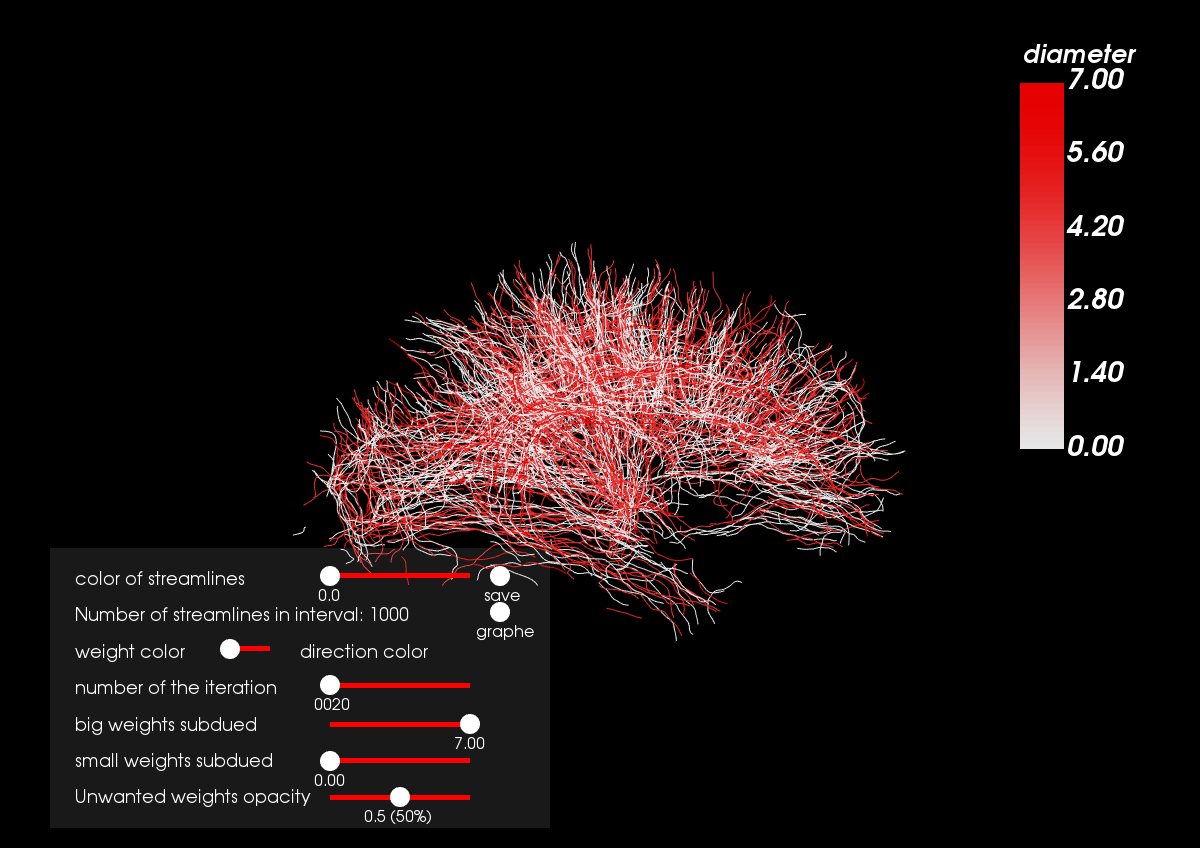 diameter
7.00
5.60
4.20
2.80
1.40
0.00
color of streamlines
0.0
save
Number of streamlines in interval: 1000
graphe
weight color
direction color
number of the iteration
0020
big weights subdued
7.00
small weights subdued
0.00
Unwanted weights opacity
0.5 (50%)